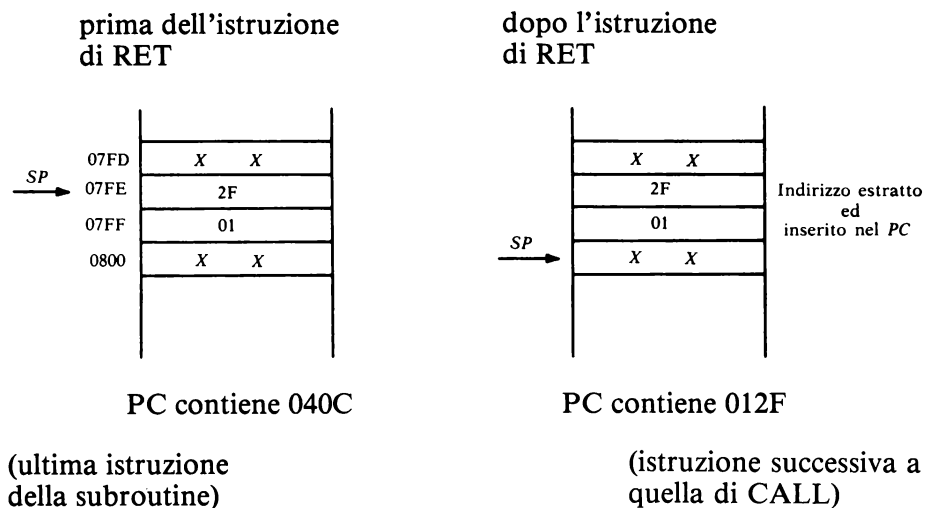 prima dell'istruzione
di RET
dopo l'istruzione
di RET
07FD X X
SP 07FE 2F
07FF 01
0800 X X
X X
2F
01
SP X X
Indirizzo estratto
ed
inserito nel PC
PC contiene 040C
PC contiene 012F
(ultima istruzione
della subroutine)
(istruzione successiva a
quella di CALL)